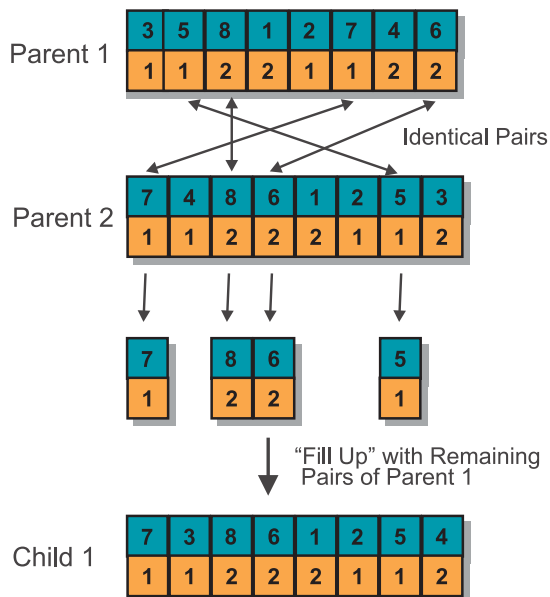 3 5 8 1 2 7 4 6
Parent 1
1 1 2 2 1 1 2 2
Identical Pairs
7 4 8 6 1 2 5 3
Parent 2
1 1 2 2 2 1 1 2
7 8 6 5
1 2 2 1
“Fill Up” with Remaining
Pairs of Parent 1
7 3 8 6 1 2 5 4
Child 1
1 1 2 2 2 1 1 2